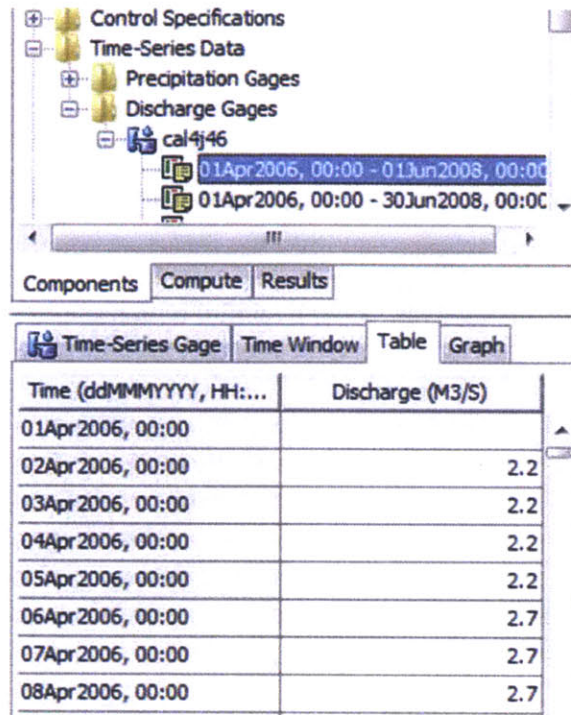 Control Specifications
Time-Series Data
Precipitation Gages
Discharge Gages
cal4j46
01Apr2006, 00:00 - 01Jun2008, 00:00
01Apr2006, 00:00 - 30Jun2008, 00:00
Components Compute Results
Time-Series Gage Time Window Table Graph
Time (ddMMMYYYY, HH:... Discharge (M3/S)
01Apr2006, 00:00
02Apr2006, 00:00 2.2
03Apr2006, 00:00 2.2
04Apr2006, 00:00 2.2
05Apr2006, 00:00 2.2
06Apr2006, 00:00 2.7
07Apr2006, 00:00 2.7
08Apr2006, 00:00 2.7